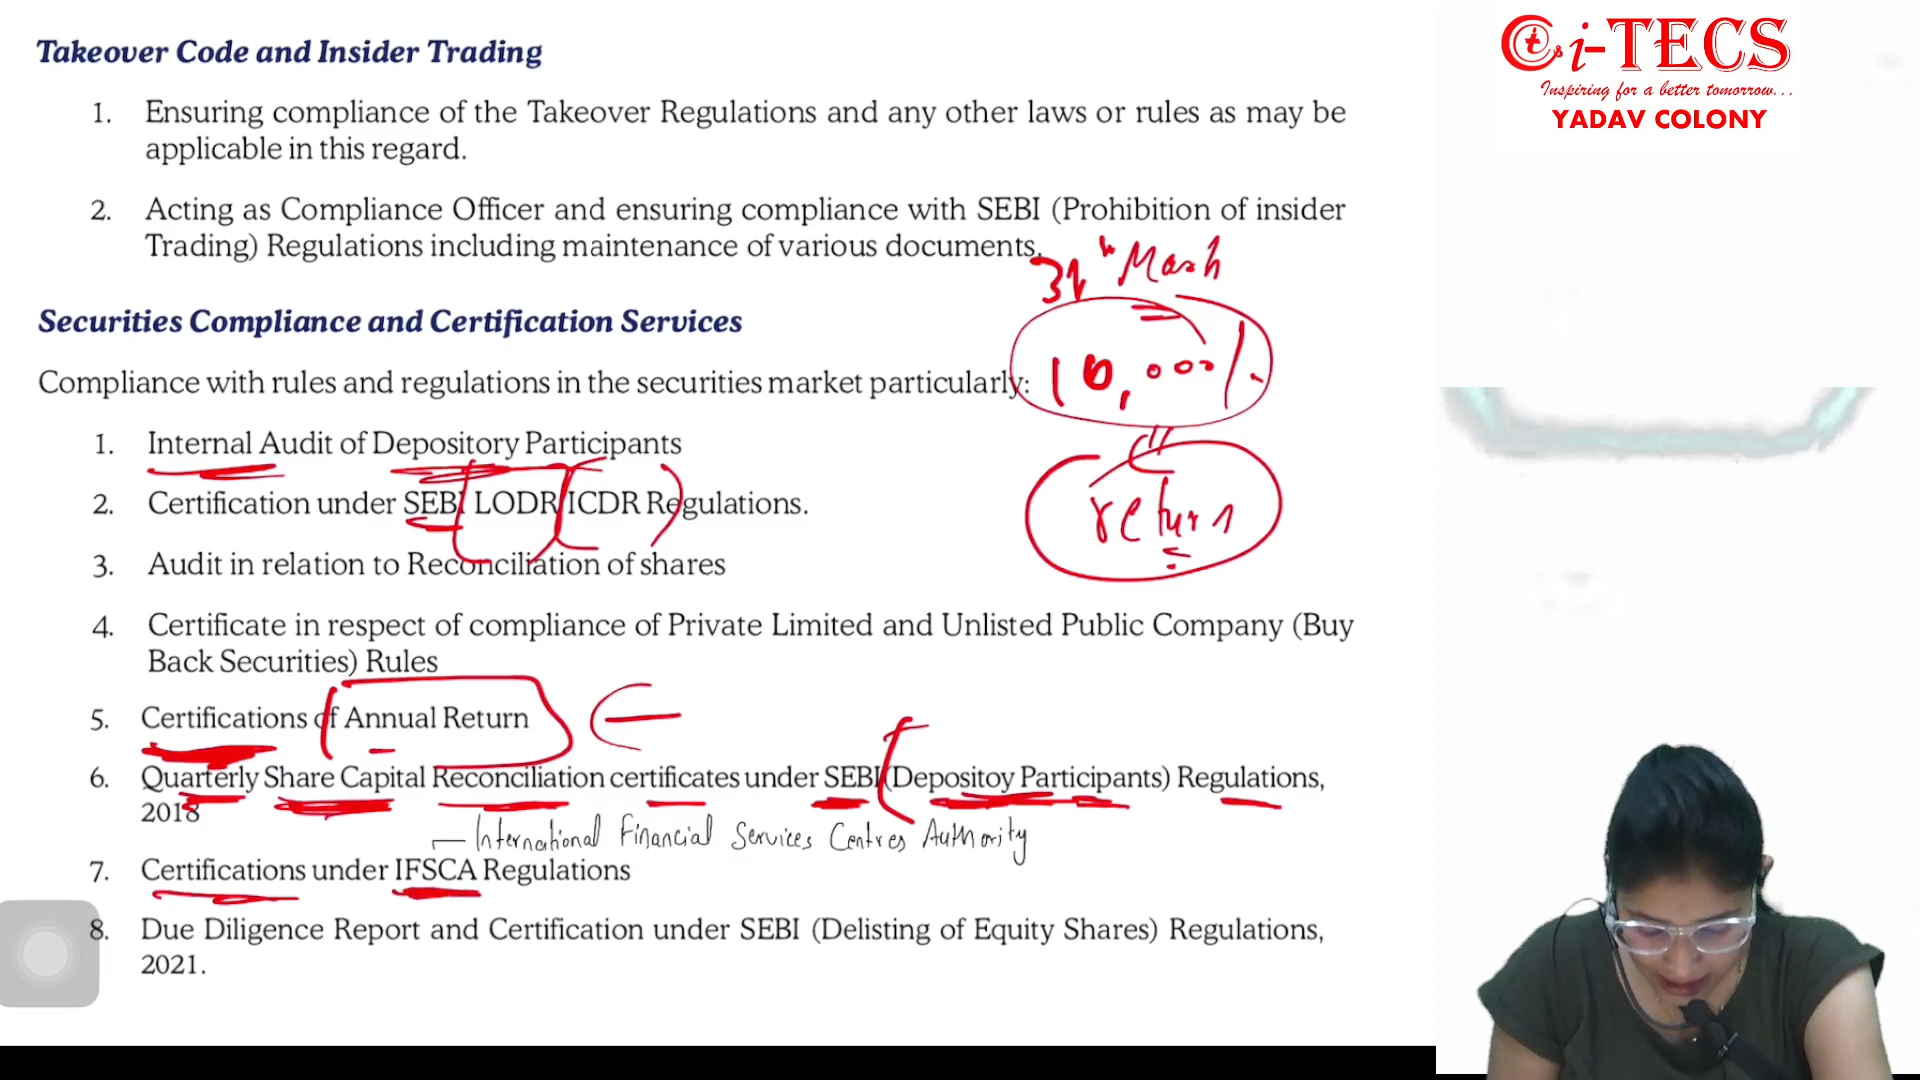 Takeover Code and Insider Trading
1. Ensuring compliance of the Takeover Regulations and any other laws or rules as may be
applicable in this regard.
2. Acting as Compliance Officer and ensuring compliance with SEBI (Prohibition of insider
Trading) Regulations including maintenance of various documents.
Securities Compliance and Certification Services
Compliance with rules and regulations in the securities market particularly:
1. Internal Audit of Depository Participants
2. Certification under SEBI LODR/ICDR Regulations.
3. Audit in relation to Reconciliation of shares
4. Certificate in respect of compliance of Private Limited and Unlisted Public Company (Buy
Back Securities) Rules
5. Certifications of Annual Return
6. Quarterly Share Capital Reconciliation certificates under SEBI (Depositoy Participants) Regulations,
2018
International Financial Services Centres Authority
7. Certifications under IFSCA Regulations
8. Due Diligence Report and Certification under SEBI (Delisting of Equity Shares) Regulations,
2021.
10,000/.
return
i-TECS
Inspiring for a better tomorrow...
YADAV COLONY